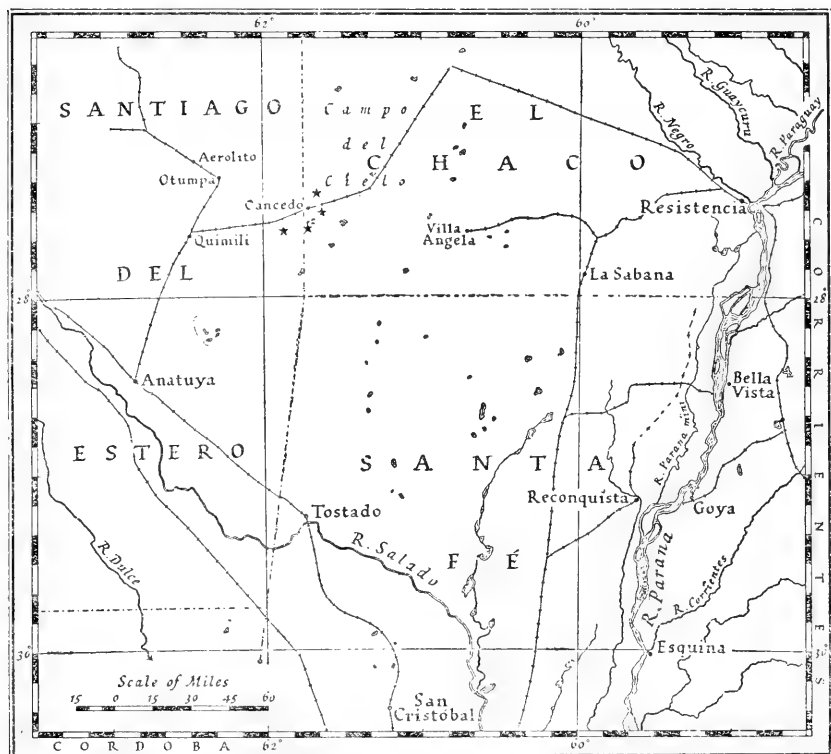 62° 60°
SANTIAGO
Campo
del
Cielo
EL
CHACO
R. Guaycuru
R. Negro
R. Paraguay
Aerolito
Otumpa
Cancedo
Quimili
Villa
Angela
Resistencia
DEL
La Sabana
28° 28°
CORRIENTES
Anatuya
Bella
Vista
ESTERO
SANTA
R. Parana mini
Reconquista
Goya
Tostado
R. Salado
FÉ
R. Dulce
R. Parana
R. Corrientes
Esquina
30° 30°
Scale of Miles
15 0 15 30 45 60
San
Cristóbal
62° 60°
CORDOBA